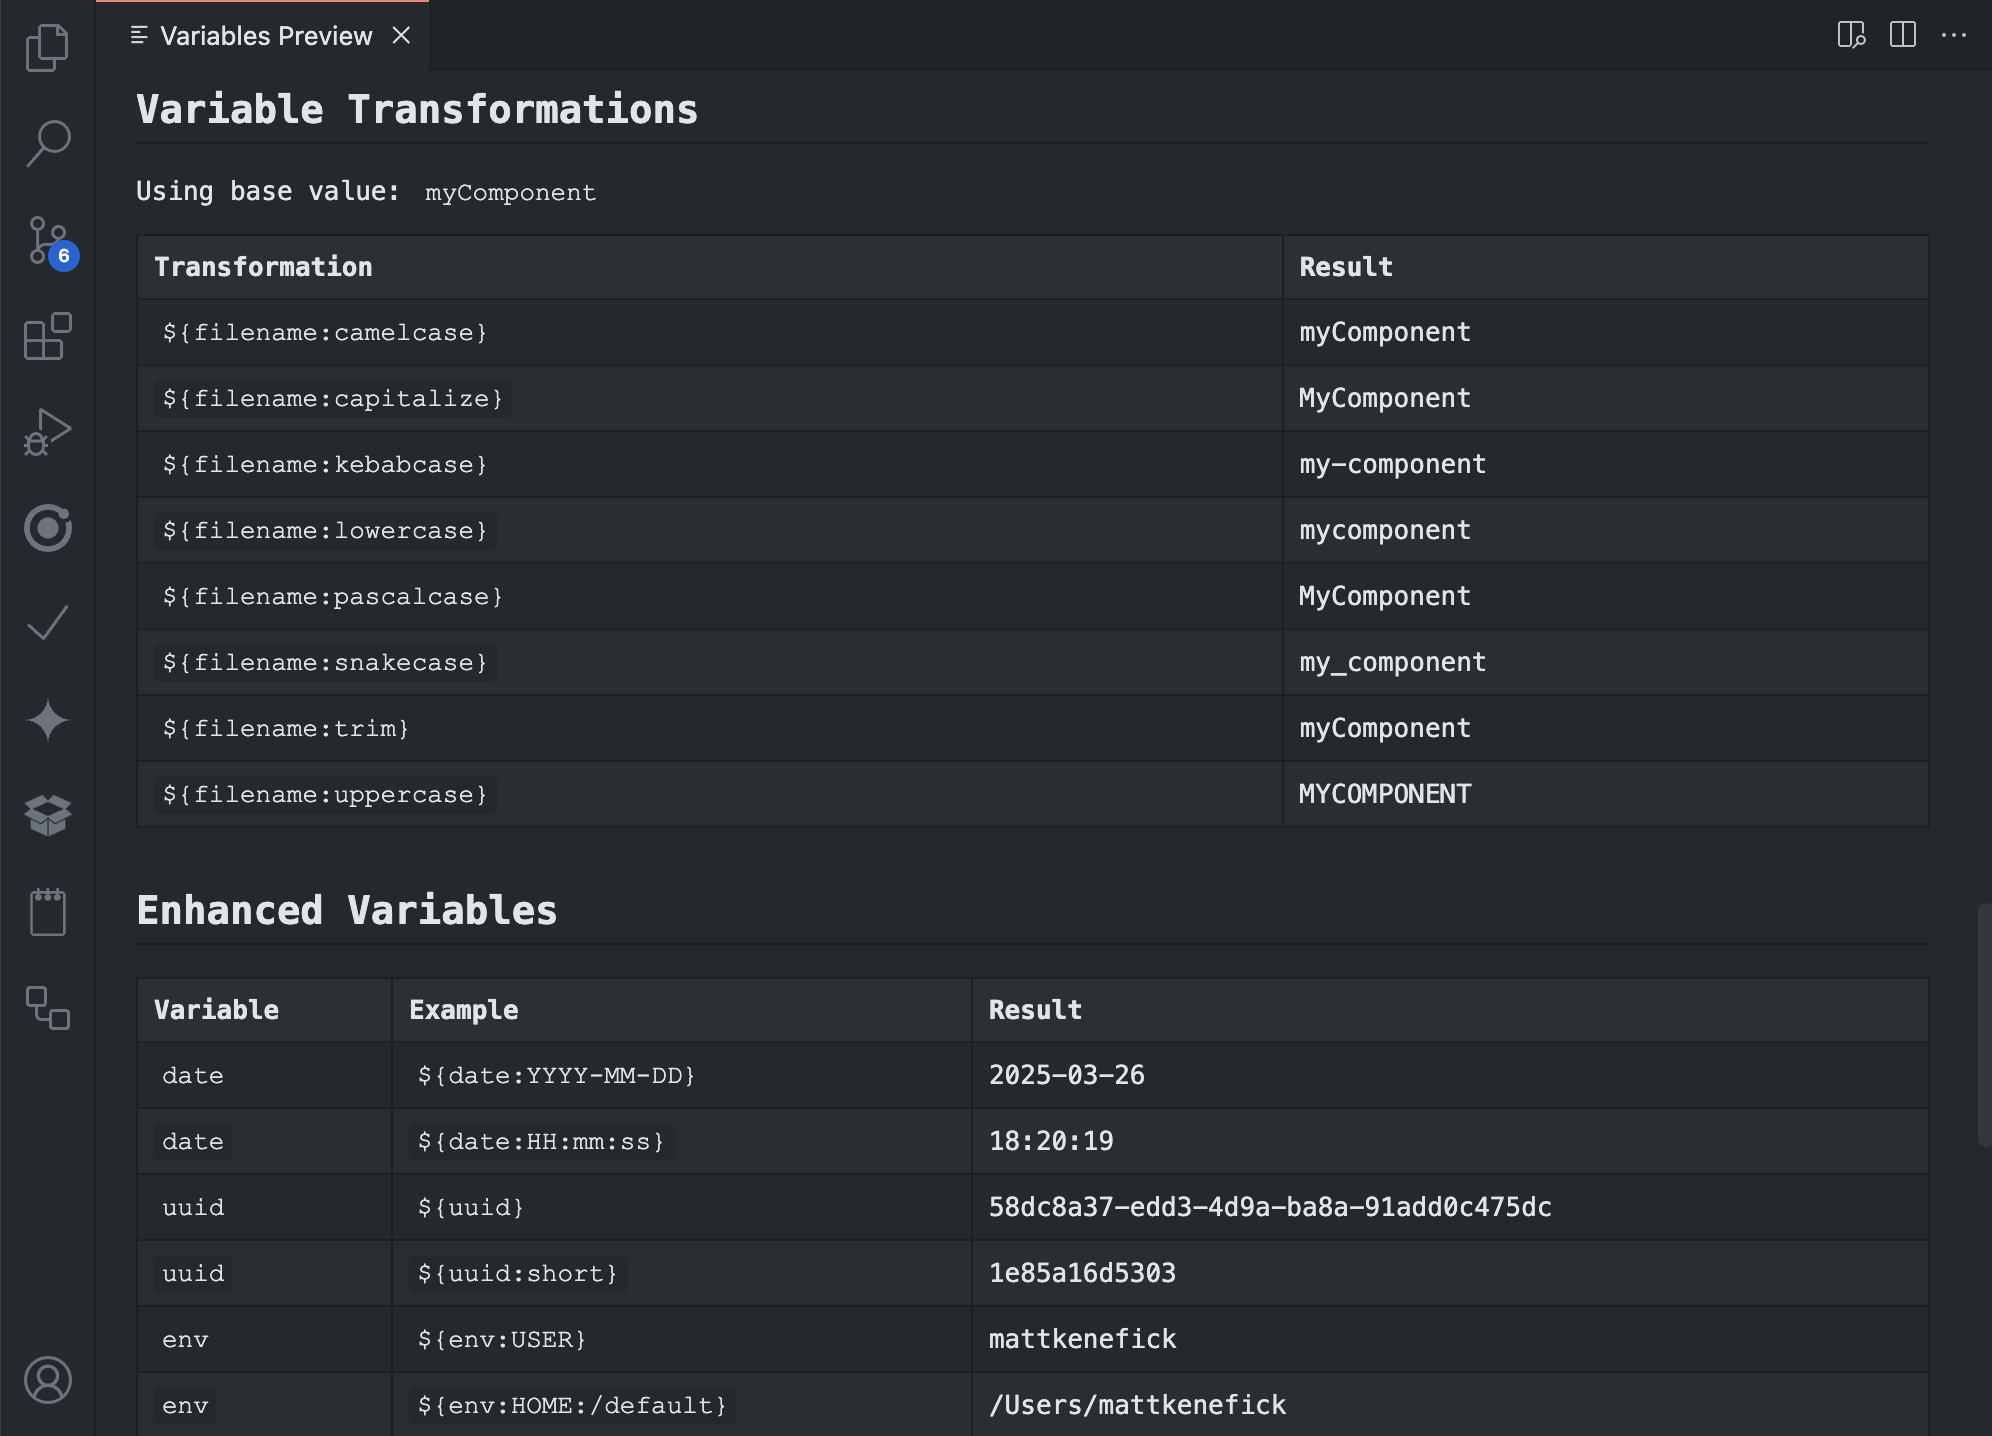 Variables Preview
Variable Transformations
Using base value: myComponent
Transformation Result
${filename:camelcase} myComponent
${filename:capitalize} MyComponent
${filename:kebabcase} my-component
${filename:lowercase} mycomponent
${filename:pascalcase} MyComponent
${filename:snakecase} my_component
${filename:trim} myComponent
${filename:uppercase} MYCOMPONENT
6
Enhanced Variables
Variable Example Result
date ${date:YYYY-MM-DD} 2025-03-26
date ${date:HH:mm:ss} 18:20:19
uuid ${uuid} 58dc8a37-edd3-4d9a-ba8a-91add0c475dc
uuid ${uuid:short} 1e85a16d5303
env ${env:USER} mattkenefick
env ${env:HOME:/default} /Users/mattkenefick